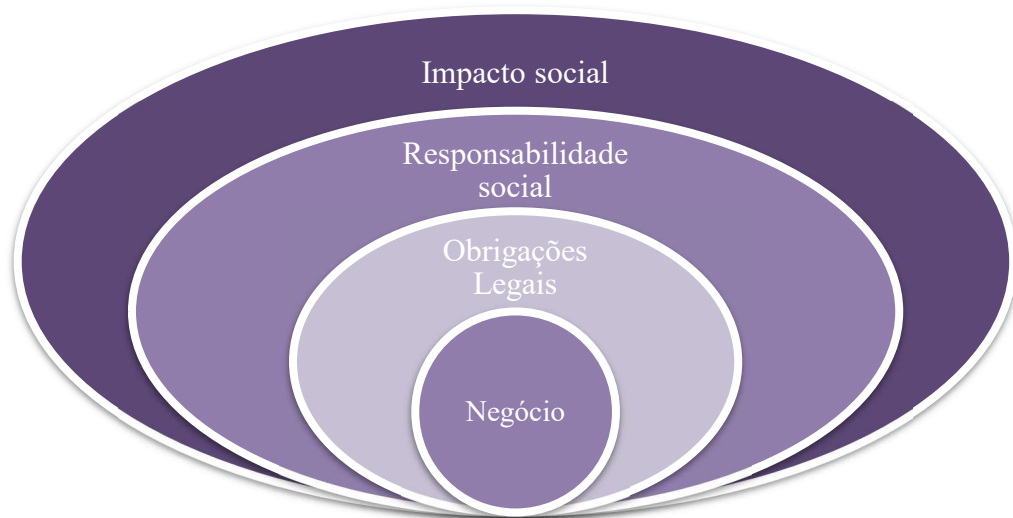 Impacto social
Responsabilidade
social
Obrigações
Legais
Negócio